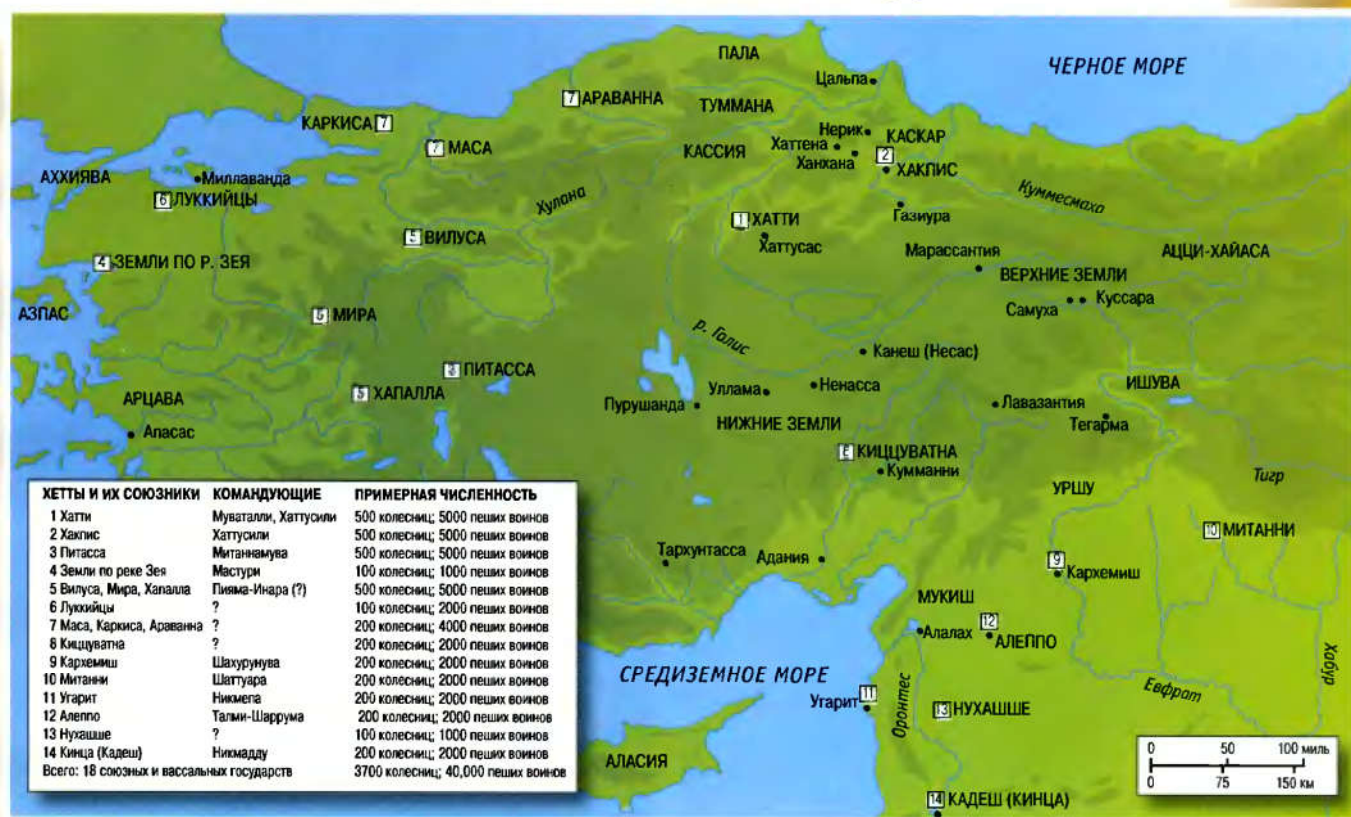 ЧЕРНОЕ МОРЕ
ПАЛА
Цальпа
7 АРАВАННА
ТУММАНА
КАРКИСА 7
7 МАСА
КАССИЯ
Нерик
Хаттена
Ханхана
КАСКАР
2
ХАКПИС
АХХИЯВА
Миллаванда
6 ЛУККИЙЦЫ
Хулана
Куммесмаха
Газиура
1 ХАТТИ
Хаттусас
5 ВИЛУСА
Марассантия
АЦЦИ-ХАЙАСА
ВЕРХНИЕ ЗЕМЛИ
4 ЗЕМЛИ ПО Р. ЗЕЯ
Самуха
Куссара
АЗПАС
5 МИРА
р. Галис
Канеш (Несас)
3 ПИТАССА
ИШУВА
АРЦАВА
5 ХАПАЛЛА
Уллама
Ненасса
Пурушанда
Лавазантия
Тегарма
НИЖНИЕ ЗЕМЛИ
Апасас
КИЦЦУВАТНА
Кумманни
Тигр
УРШУ
10 МИТАННИ
Тархунтасса
Адания
9
Кархемиш
МУКИШ
Алалах
12
АЛЕППО
Хабур
СРЕДИЗЕМНОЕ МОРЕ
Евфрат
11
Угарит
Оронтес
13 НУХАШШЕ
АЛАСИЯ
14 КАДЕШ (КИНЦА)
ХЕТТЫ И ИХ СОЮЗНИКИ КОМАНДУЮЩИЕ ПРИМЕРНАЯ ЧИСЛЕННОСТЬ
1 Хатти Муваталли, Хаттусили 500 колесниц; 5000 пеших воинов
2 Хакпис Хаттусили 500 колесниц; 5000 пеших воинов
3 Питасса Митаннамува 500 колесниц; 5000 пеших воинов
4 Земли по реке Зея Мастури 100 колесниц; 1000 пеших воинов
5 Вилуса, Мира, Хапалла Пияма-Инара (?) 500 колесниц; 5000 пеших воинов
6 Луккийцы ? 100 колесниц; 2000 пеших воинов
7 Маса, Каркиса, Араванна ? 200 колесниц; 4000 пеших воинов
8 Киццуватна ? 200 колесниц; 2000 пеших воинов
9 Кархемиш Шахурунува 200 колесниц; 2000 пеших воинов
10 Митанни Шаттуара 200 колесниц; 2000 пеших воинов
11 Угарит Никмепа 200 колесниц; 2000 пеших воинов
12 Алеппо Талми-Шаррума 200 колесниц; 2000 пеших воинов
13 Нухашше ? 100 колесниц; 1000 пеших воинов
14 Кинца (Кадеш) Никмадду 200 колесниц; 2000 пеших воинов
Всего: 18 союзных и вассальных государств 3700 колесниц; 40,000 пеших воинов
0 50 100 миль
0 75 150 км